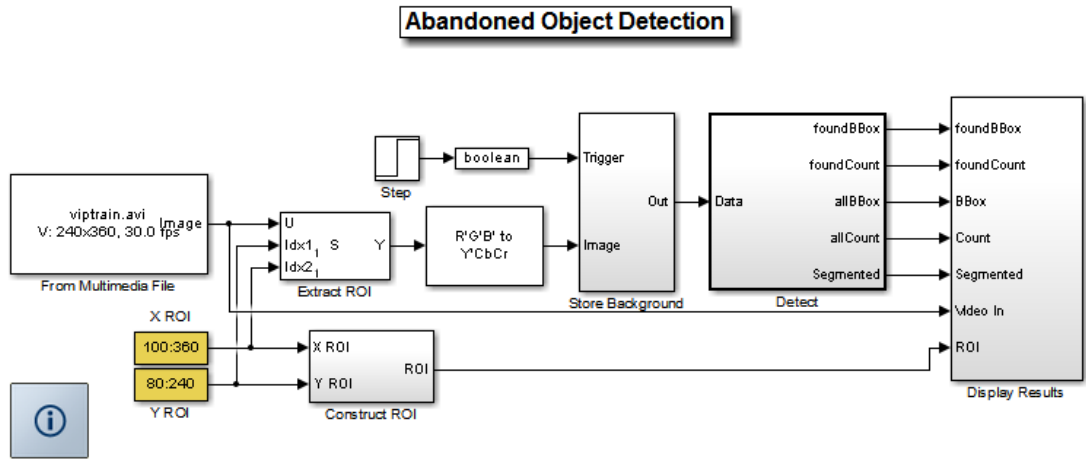 Abandoned Object Detection
viptrain.avi
V: 240x360, 30.0 fps
Image
From Multimedia File
X ROI
100:360
80:240
Y ROI
Step
boolean
U
Idx1
Idx2
1
1
S
Y
Extract ROI
R'G'B' to
Y'CbCr
X ROI
Y ROI
ROI
Construct ROI
Trigger
Image
Out
Store Background
Data
foundBBox
foundCount
allBBox
allCount
Segmented
Detect
foundBBox
foundCount
BBox
Count
Segmented
Video In
ROI
Display Results